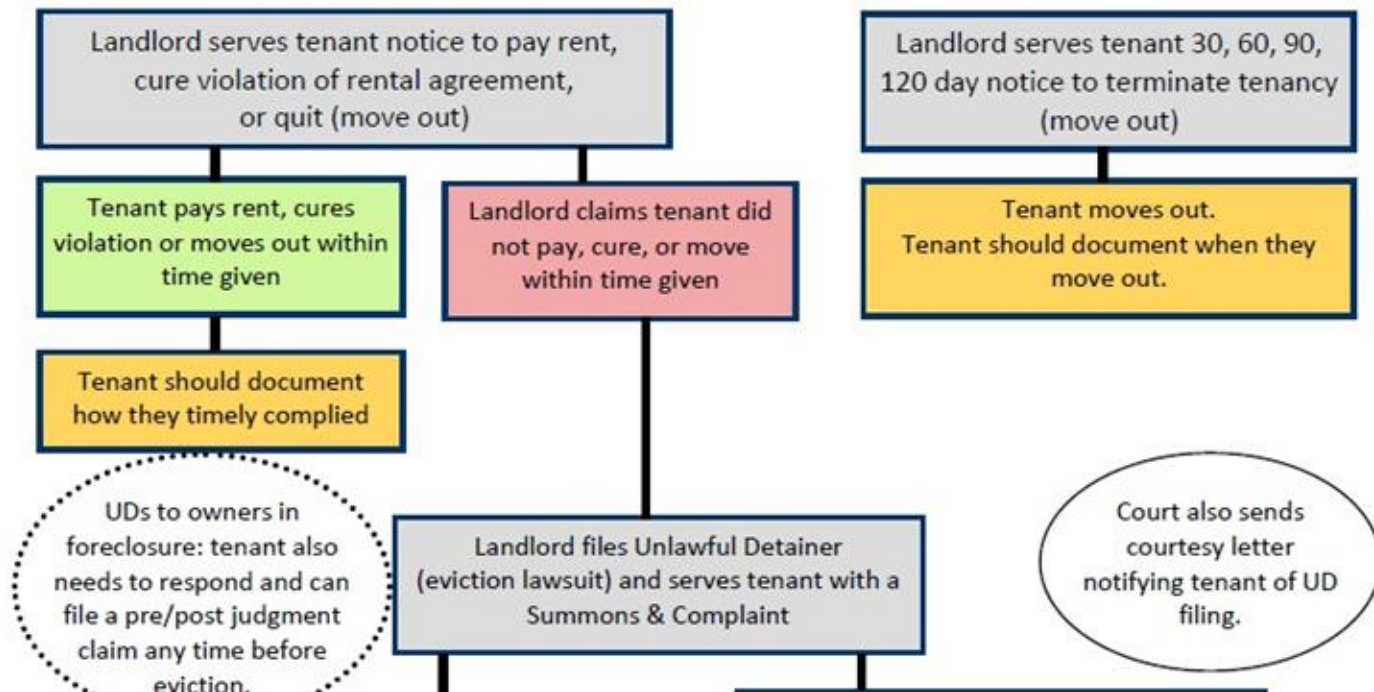 Landlord serves tenant notice to pay rent,
cure violation of rental agreement,
or quit (move out)
Landlord serves tenant 30, 60, 90,
120 day notice to terminate tenancy
(move out)
Tenant pays rent, cures
violation or moves out within
time given
Landlord claims tenant did
not pay, cure, or move
within time given
Tenant moves out.
Tenant should document when they
move out.
Tenant should document
how they timely complied
UDs to owners in
foreclosure: tenant also
needs to respond and can
file a pre/post judgment
claim any time before
eviction.
Landlord files Unlawful Detainer
(eviction lawsuit) and serves tenant with a
Summons & Complaint
Court also sends
courtesy letter
notifying tenant of UD
filing.